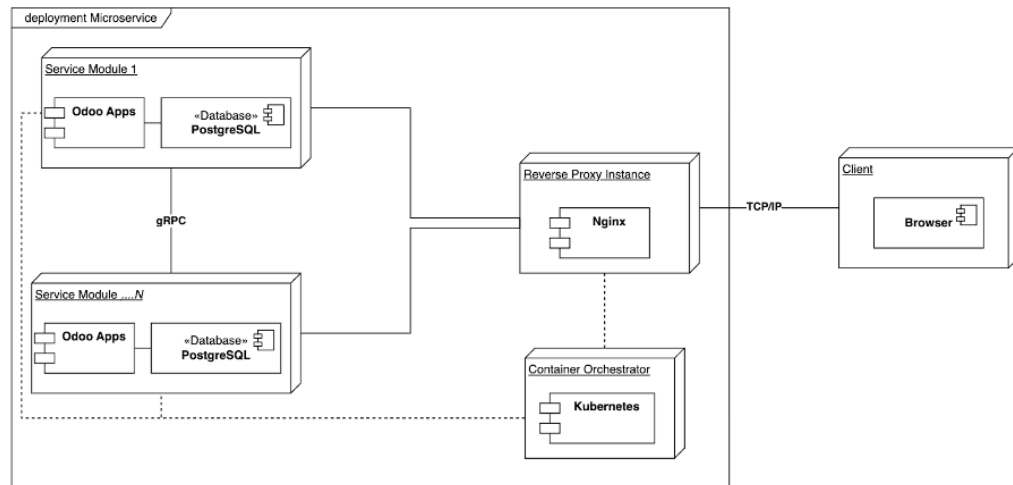 deployment Microservice
Service Module 1
Odoo Apps
«Database»
PostgreSQL
gRPC
Service Module ....N
Odoo Apps
«Database»
PostgreSQL
Reverse Proxy Instance
Nginx
TCP/IP
Client
Browser
Container Orchestrator
Kubernetes